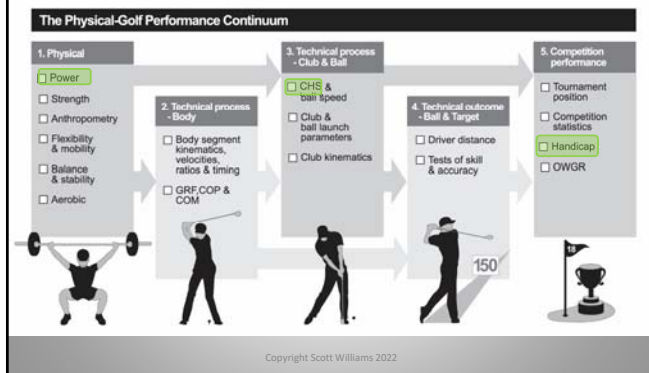 The Physical-Golf Performance Continuum
1. Physical
☐ Power
☐ Strength
☐ Anthropometry
☐ Flexibility
& mobility
☐ Balance
& stability
☐ Aerobic
2. Technical process
- Body
☐ Body segment
kinematics,
velocities,
ratios & timing
☐ GRF,COP &
COM
3. Technical process
- Club & Ball
☐ CHS &
ball speed
☐ Club &
ball launch
parameters
☐ Club kinematics
4. Technical outcome
- Ball & Target
☐ Driver distance
☐ Tests of skill
& accuracy
150
5. Competition
performance
☐ Tournament
position
☐ Competition
statistics
☐ Handicap
☐ OWGR
18
Copyright Scott Williams 2022